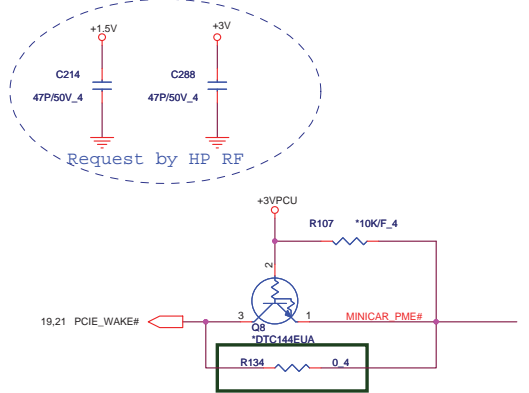 +1.5V
+3V
C214
C288
47P/50V_4
47P/50V_4
Request by HP RF
+3VPCU
R107 *10K/F_4
2
19,21 PCIE_WAKE#
3
1
MINICAR_PME#
Q8
*DTC144EUA
R134
0_4